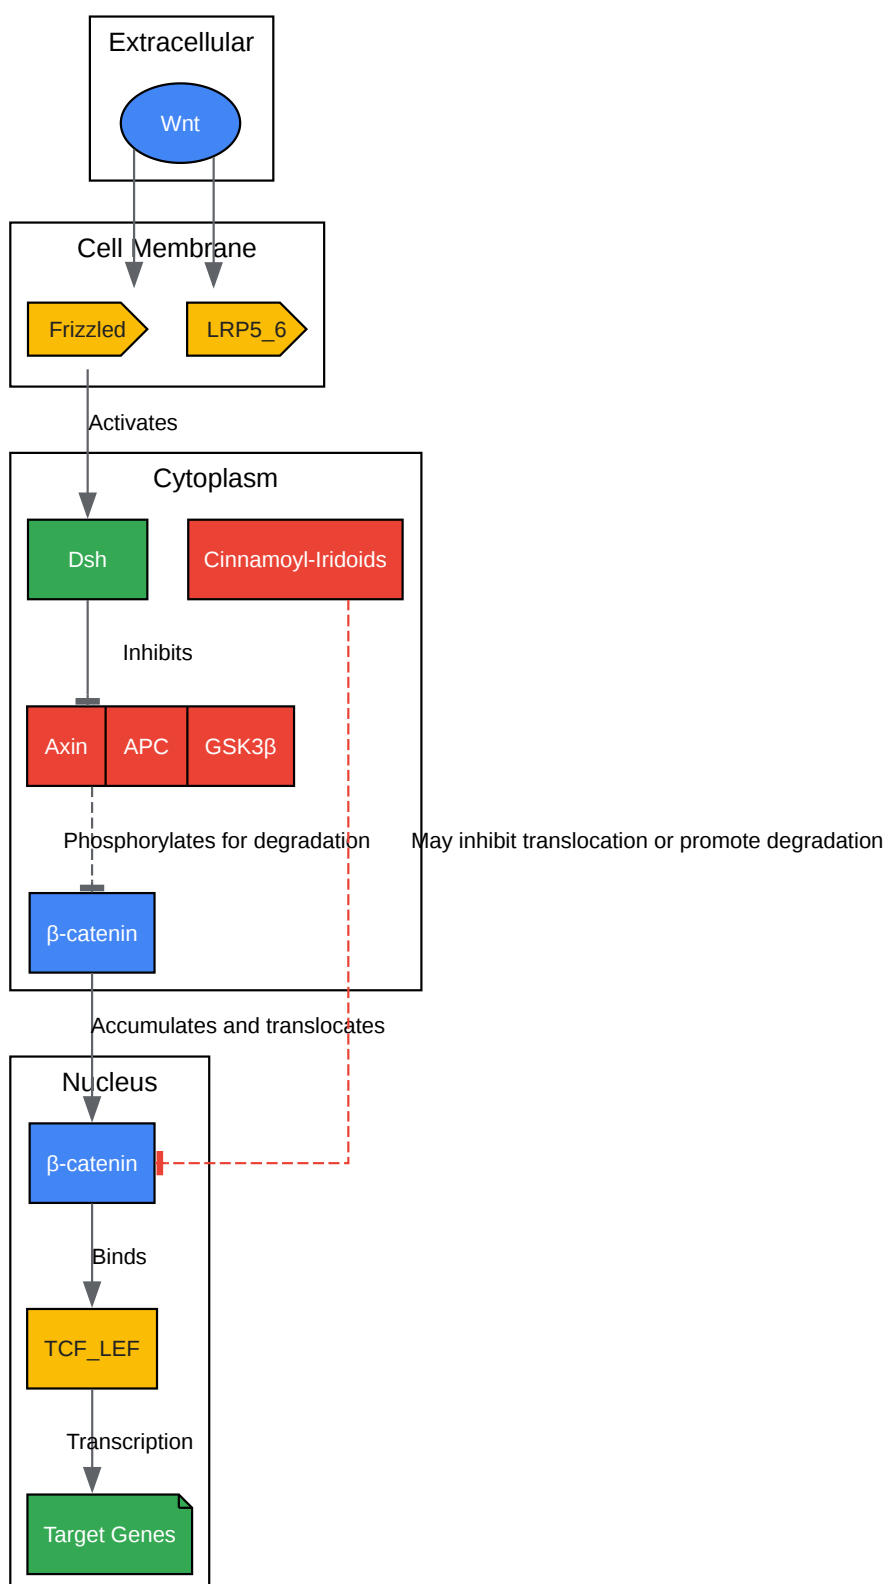 Extracellular
Wnt
Cell Membrane
Frizzled
LRP5_6
Activates
Cytoplasm
Dsh
Cinnamoyl-Iridoids
Inhibits
Axin
APC
GSK3β
Phosphorylates for degradation
May inhibit translocation or promote degradation
β-catenin
Accumulates and translocates
Nucleus
β-catenin
Binds
TCF_LEF
Transcription
Target Genes